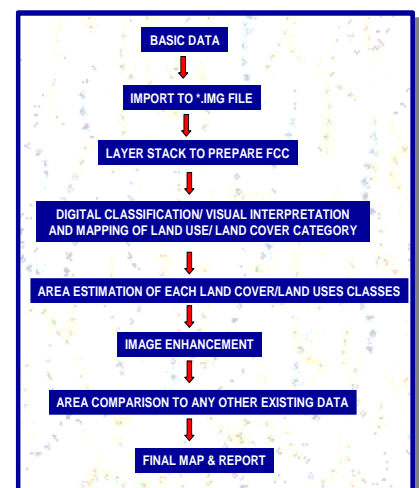 BASIC DATA
IMPORT TO *.IMG FILE
LAYER STACK TO PREPARE FCC
DIGITAL CLASSIFICATION/ VISUAL INTERPRETATION
AND MAPPING OF LAND USE/ LAND COVER CATEGORY
AREA ESTIMATION OF EACH LAND COVER/LAND USES CLASSES
IMAGE ENHANCEMENT
AREA COMPARISON TO ANY OTHER EXISTING DATA
FINAL MAP & REPORT